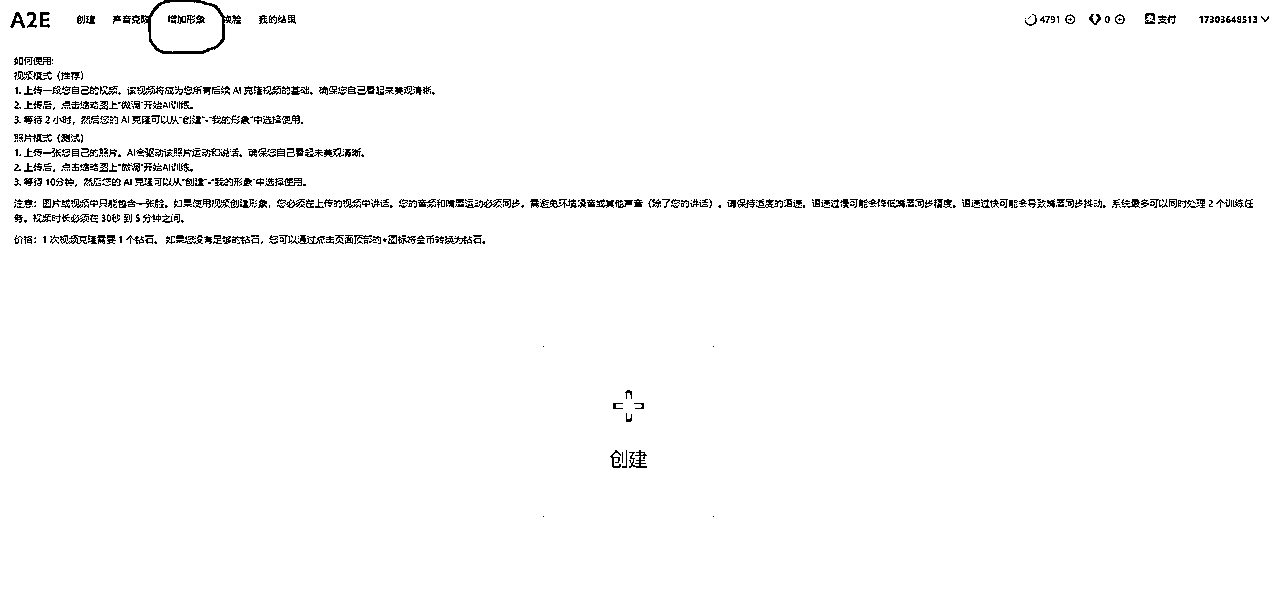 A2E 创建 声音克隆 增加形象 换脸 我的结果 4791 0 支付 17303648513
如何使用:
视频模式（推荐）
1. 上传一段您自己的视频。该视频将成为您所有后续 AI 克隆视频的基础。确保您自己看起来美观清晰。
2. 上传后，点击缩略图上“微调”开始AI训练。
3. 等待 2 小时，然后您的 AI 克隆可以从“创建”-“我的形象”中选择使用。
照片模式（测试）
1. 上传一张您自己的照片。AI会驱动该照片运动和说话。确保您自己看起来美观清晰。
2. 上传后，点击缩略图上“微调”开始AI训练。
3. 等待 10分钟，然后您的 AI 克隆可以从“创建”-“我的形象”中选择使用。
注意：图片或视频中只能包含一张脸。如果使用视频创建形象，您必须在上传的视频中讲话。您的音频和嘴唇运动必须同步。需避免环境噪音或其他声音（除了您的讲话）。请保持适度的语速。语速过慢可能会降低嘴唇同步精度。语速过快可能会导致嘴唇同步抖动。系统最多可以同时处理 2 个训练任
务。视频时长必须在 30秒 到 5 分钟之间。
价格：1 次视频克隆需要 1 个钻石。 如果您没有足够的钻石，您可以通过点击页面顶部的+图标将金币转换为钻石。
创建